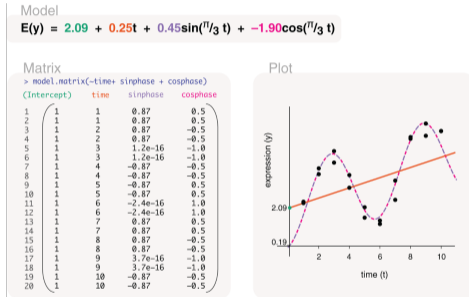 Model
E(y) = 2.09 + 0.25t + 0.45sin(π/3 t) + -1.90cos(π/3 t)
Matrix
> model.matrix(~time+ sinphase + cosphase)
(Intercept) time sinphase cosphase
1 1 1 0.87 0.5
2 1 1 0.87 0.5
3 1 2 0.87 -0.5
4 1 2 0.87 -0.5
5 1 3 1.2e-16 -1.0
6 1 3 1.2e-16 -1.0
7 1 4 -0.87 -0.5
8 1 4 -0.87 -0.5
9 1 5 -0.87 0.5
10 1 5 -0.87 0.5
11 1 6 -2.4e-16 1.0
12 1 6 -2.4e-16 1.0
13 1 7 0.87 0.5
14 1 7 0.87 0.5
15 1 8 0.87 -0.5
16 1 8 0.87 -0.5
17 1 9 3.7e-16 -1.0
18 1 9 3.7e-16 -1.0
19 1 10 -0.87 -0.5
20 1 10 -0.87 -0.5
Plot
expression (y)
2.09
0.19
2 4 6 8 10
time (t)